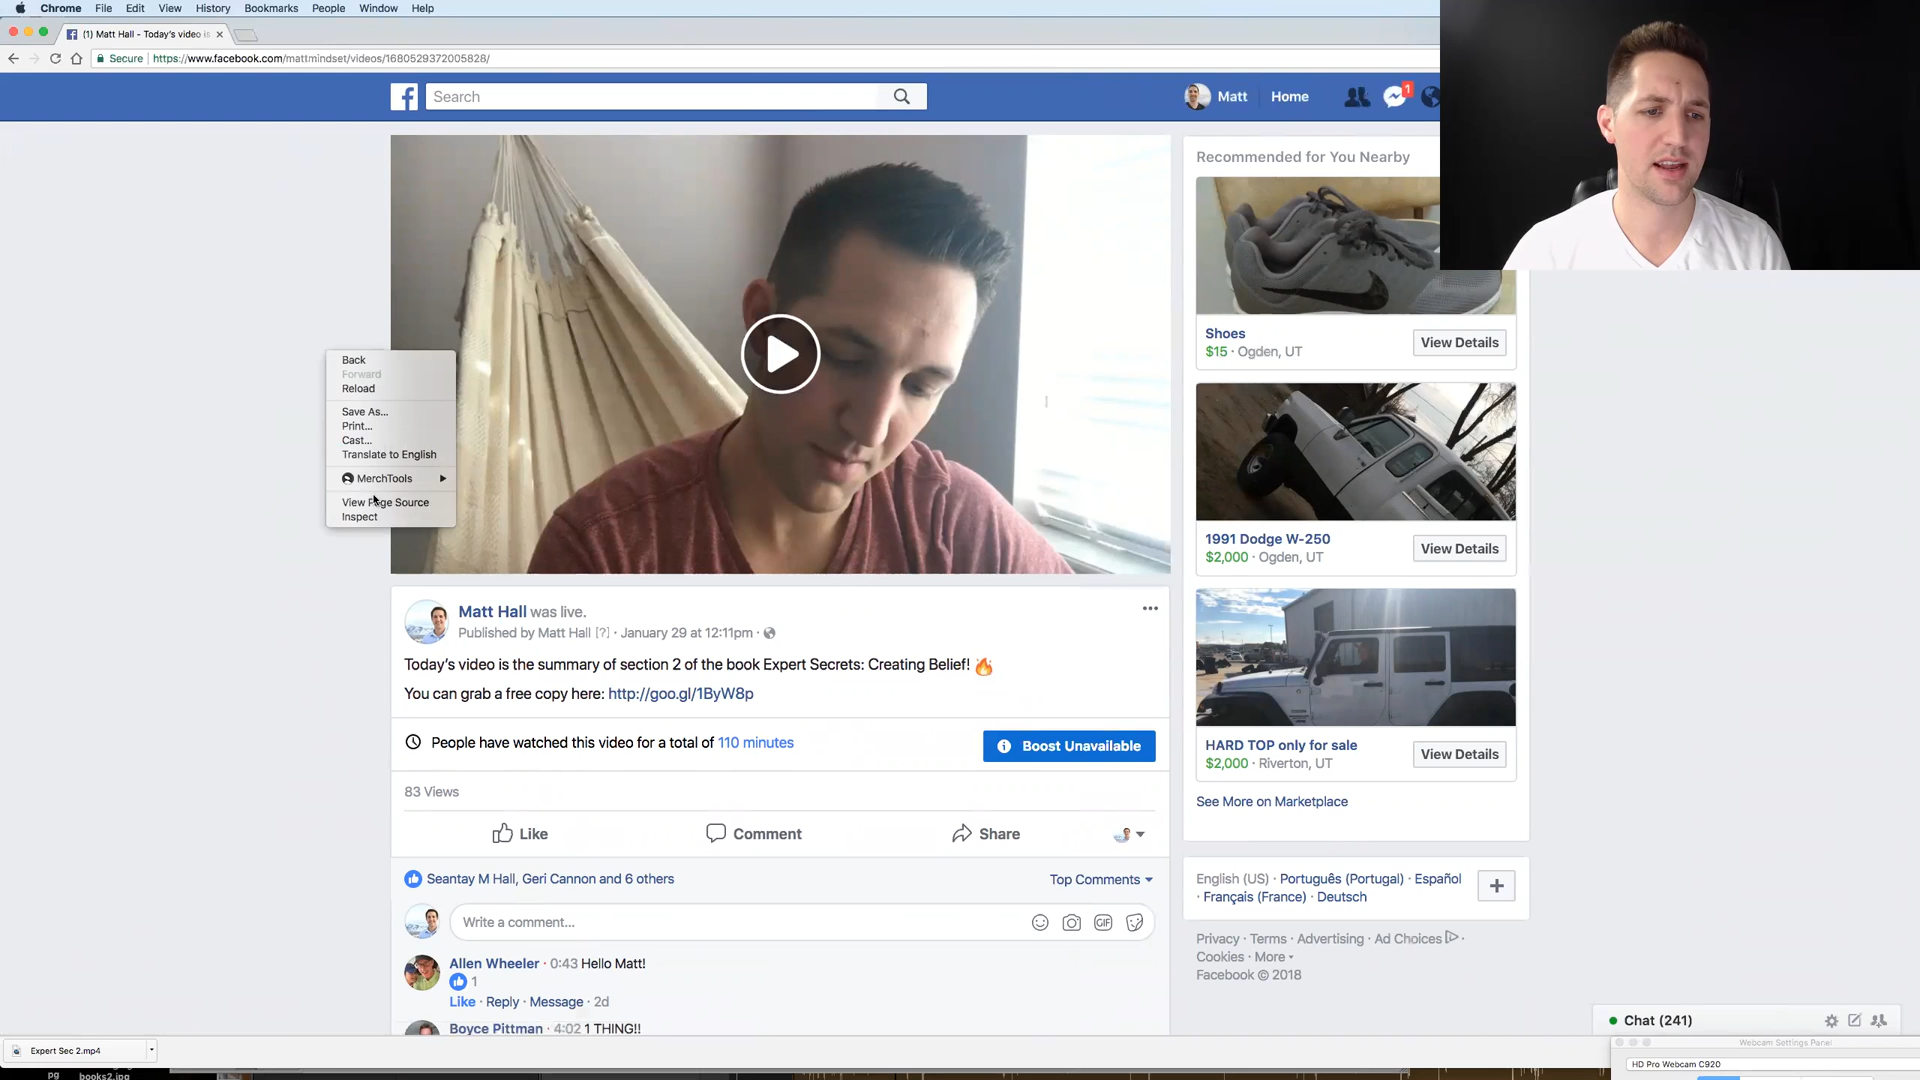 Chrome File Edit View History Bookmarks People Window Help
(1) Matt Hall - Today's video is
Secure https://www.facebook.com/mattmindset/videos/1680529372005828/
Search
Matt Home
1
Recommended for You Nearby
Shoes
$15 · Ogden, UT
View Details
1991 Dodge W-250
$2,000 · Ogden, UT
View Details
HARD TOP only for sale
$2,000 · Riverton, UT
View Details
See More on Marketplace
Back
Forward
Reload
Save As...
Print...
Cast...
Translate to English
MerchTools
View Page Source
Inspect
Matt Hall was live.
Published by Matt Hall [?] · January 29 at 12:11pm ·
Today's video is the summary of section 2 of the book Expert Secrets: Creating Belief! 🔥
You can grab a free copy here: http://goo.gl/1ByW8p
People have watched this video for a total of 110 minutes
Boost Unavailable
83 Views
Like Comment Share
Seantay M Hall, Geri Cannon and 6 others
Top Comments
Write a comment...
GIF
Allen Wheeler · 0:43 Hello Matt!
1
Like · Reply · Message · 2d
Boyce Pittman · 4:02 1 THING!!
English (US) · Português (Portugal) · Español
· Français (France) · Deutsch
Privacy · Terms · Advertising · Ad Choices ·
Cookies · More
Facebook © 2018
Chat (241)
Webcam Settings Panel
HD Pro Webcam C920
Expert Sec 2.mp4
books2.jpg